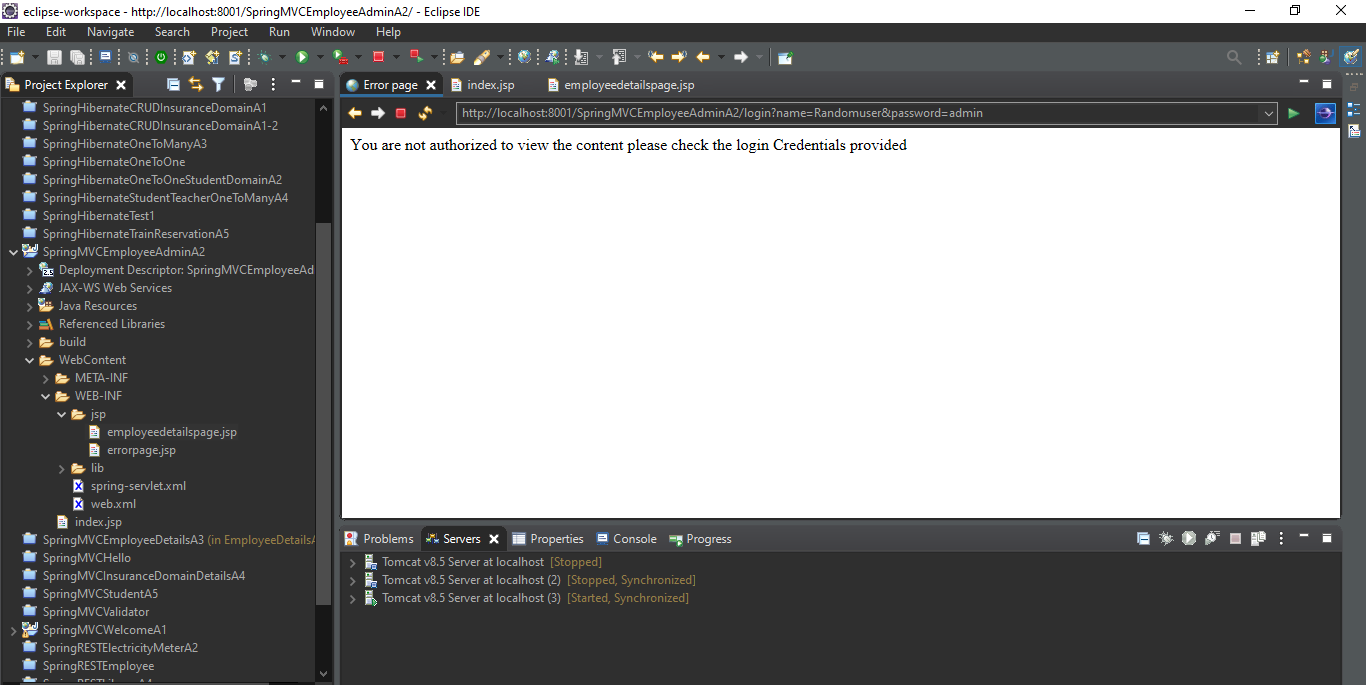 eclipse-workspace - http://localhost:8001/SpringMVCEmployeeAdminA2/ - Eclipse IDE
File Edit Navigate Search Project Run Window Help
Project Explorer
Error page index.jsp employeedetailspage.jsp
http://localhost:8001/SpringMVCEmployeeAdminA2/login?name=Randomuser&password=admin
You are not authorized to view the content please check the login Credentials provided
SpringHibernateCRUDInsuranceDomainA1
SpringHibernateCRUDInsuranceDomainA1-2
SpringHibernateOneToManyA3
SpringHibernateOneToOne
SpringHibernateOneToOneStudentDomainA2
SpringHibernateStudentTeacherOneToManyA4
SpringHibernateTest1
SpringHibernateTrainReservationA5
SpringMVCEmployeeAdminA2
Deployment Descriptor: SpringMVCEmployeeAd
JAX-WS Web Services
Java Resources
Referenced Libraries
build
WebContent
META-INF
WEB-INF
jsp
employeedetailspage.jsp
errorpage.jsp
lib
spring-servlet.xml
web.xml
index.jsp
SpringMVCEmployeeDetailsA3 (in EmployeeDetailsA
SpringMVCHello
SpringMVCInsuranceDomainDetailsA4
SpringMVCStudentA5
SpringMVCValidator
SpringMVCWelcomeA1
SpringRESTElectricityMeterA2
SpringRESTEmployee
Problems Servers Properties Console Progress
Tomcat v8.5 Server at localhost [Stopped]
Tomcat v8.5 Server at localhost (2) [Stopped, Synchronized]
Tomcat v8.5 Server at localhost (3) [Started, Synchronized]